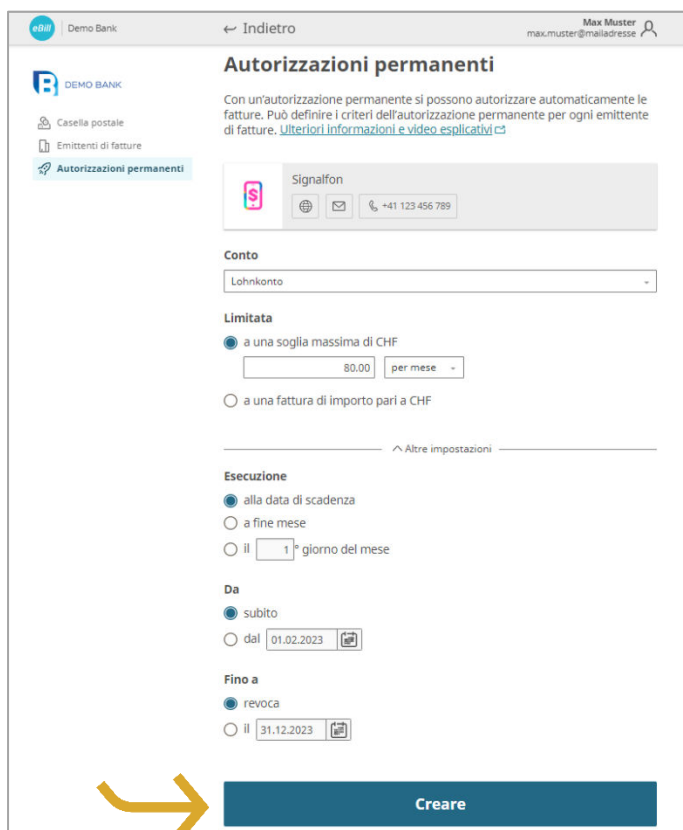 eBill Demo Bank
← Indietro
Max Muster
max.muster@mailadresse
DEMO BANK
Casella postale
Emittenti di fatture
Autorizzazioni permanenti
Autorizzazioni permanenti
Con un'autorizzazione permanente si possono autorizzare automaticamente le
fatture. Può definire i criteri dell'autorizzazione permanente per ogni emittente
di fatture. Ulteriori informazioni e video esplicativi
Signalfon
+41 123 456 789
Conto
Lohnkonto
Limitata
a una soglia massima di CHF
80.00 per mese
a una fattura di importo pari a CHF
Altre impostazioni
Esecuzione
alla data di scadenza
a fine mese
il 1 ° giorno del mese
Da
subito
dal 01.02.2023
Fino a
revoca
il 31.12.2023
Creare